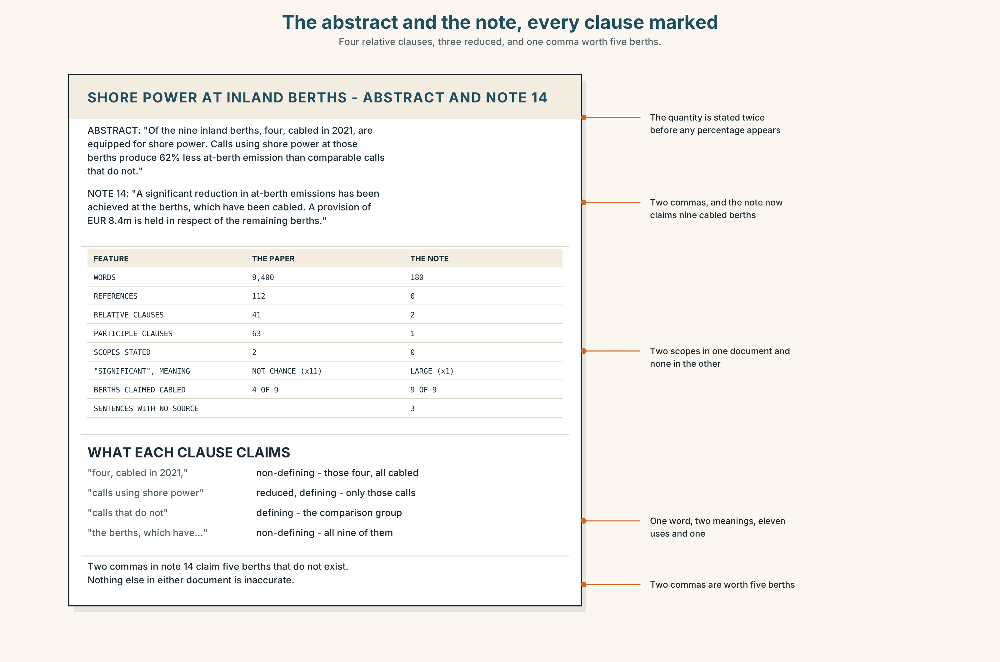 The abstract and the note, every clause marked
Four relative clauses, three reduced, and one comma worth five berths.
SHORE POWER AT INLAND BERTHS - ABSTRACT AND NOTE 14
ABSTRACT: "Of the nine inland berths, four, cabled in 2021, are
equipped for shore power. Calls using shore power at those
berths produce 62% less at-berth emission than comparable calls
that do not."
NOTE 14: "A significant reduction in at-berth emissions has been
achieved at the berths, which have been cabled. A provision of
EUR 8.4m is held in respect of the remaining berths."
FEATURE THE PAPER THE NOTE
WORDS 9,400 180
REFERENCES 112 0
RELATIVE CLAUSES 41 2
PARTICIPLE CLAUSES 63 1
SCOPES STATED 2 0
"SIGNIFICANT", MEANING NOT CHANCE (x11) LARGE (x1)
BERTHS CLAIMED CABLED 4 OF 9 9 OF 9
SENTENCES WITH NO SOURCE -- 3
WHAT EACH CLAUSE CLAIMS
"four, cabled in 2021," non-defining - those four, all cabled
"calls using shore power" reduced, defining - only those calls
"calls that do not" defining - the comparison group
"the berths, which have..." non-defining - all nine of them
Two commas in note 14 claim five berths that do not exist.
Nothing else in either document is inaccurate.
The quantity is stated twice
before any percentage appears
Two commas, and the note now
claims nine cabled berths
Two scopes in one document and
none in the other
One word, two meanings, eleven
uses and one
Two commas are worth five berths